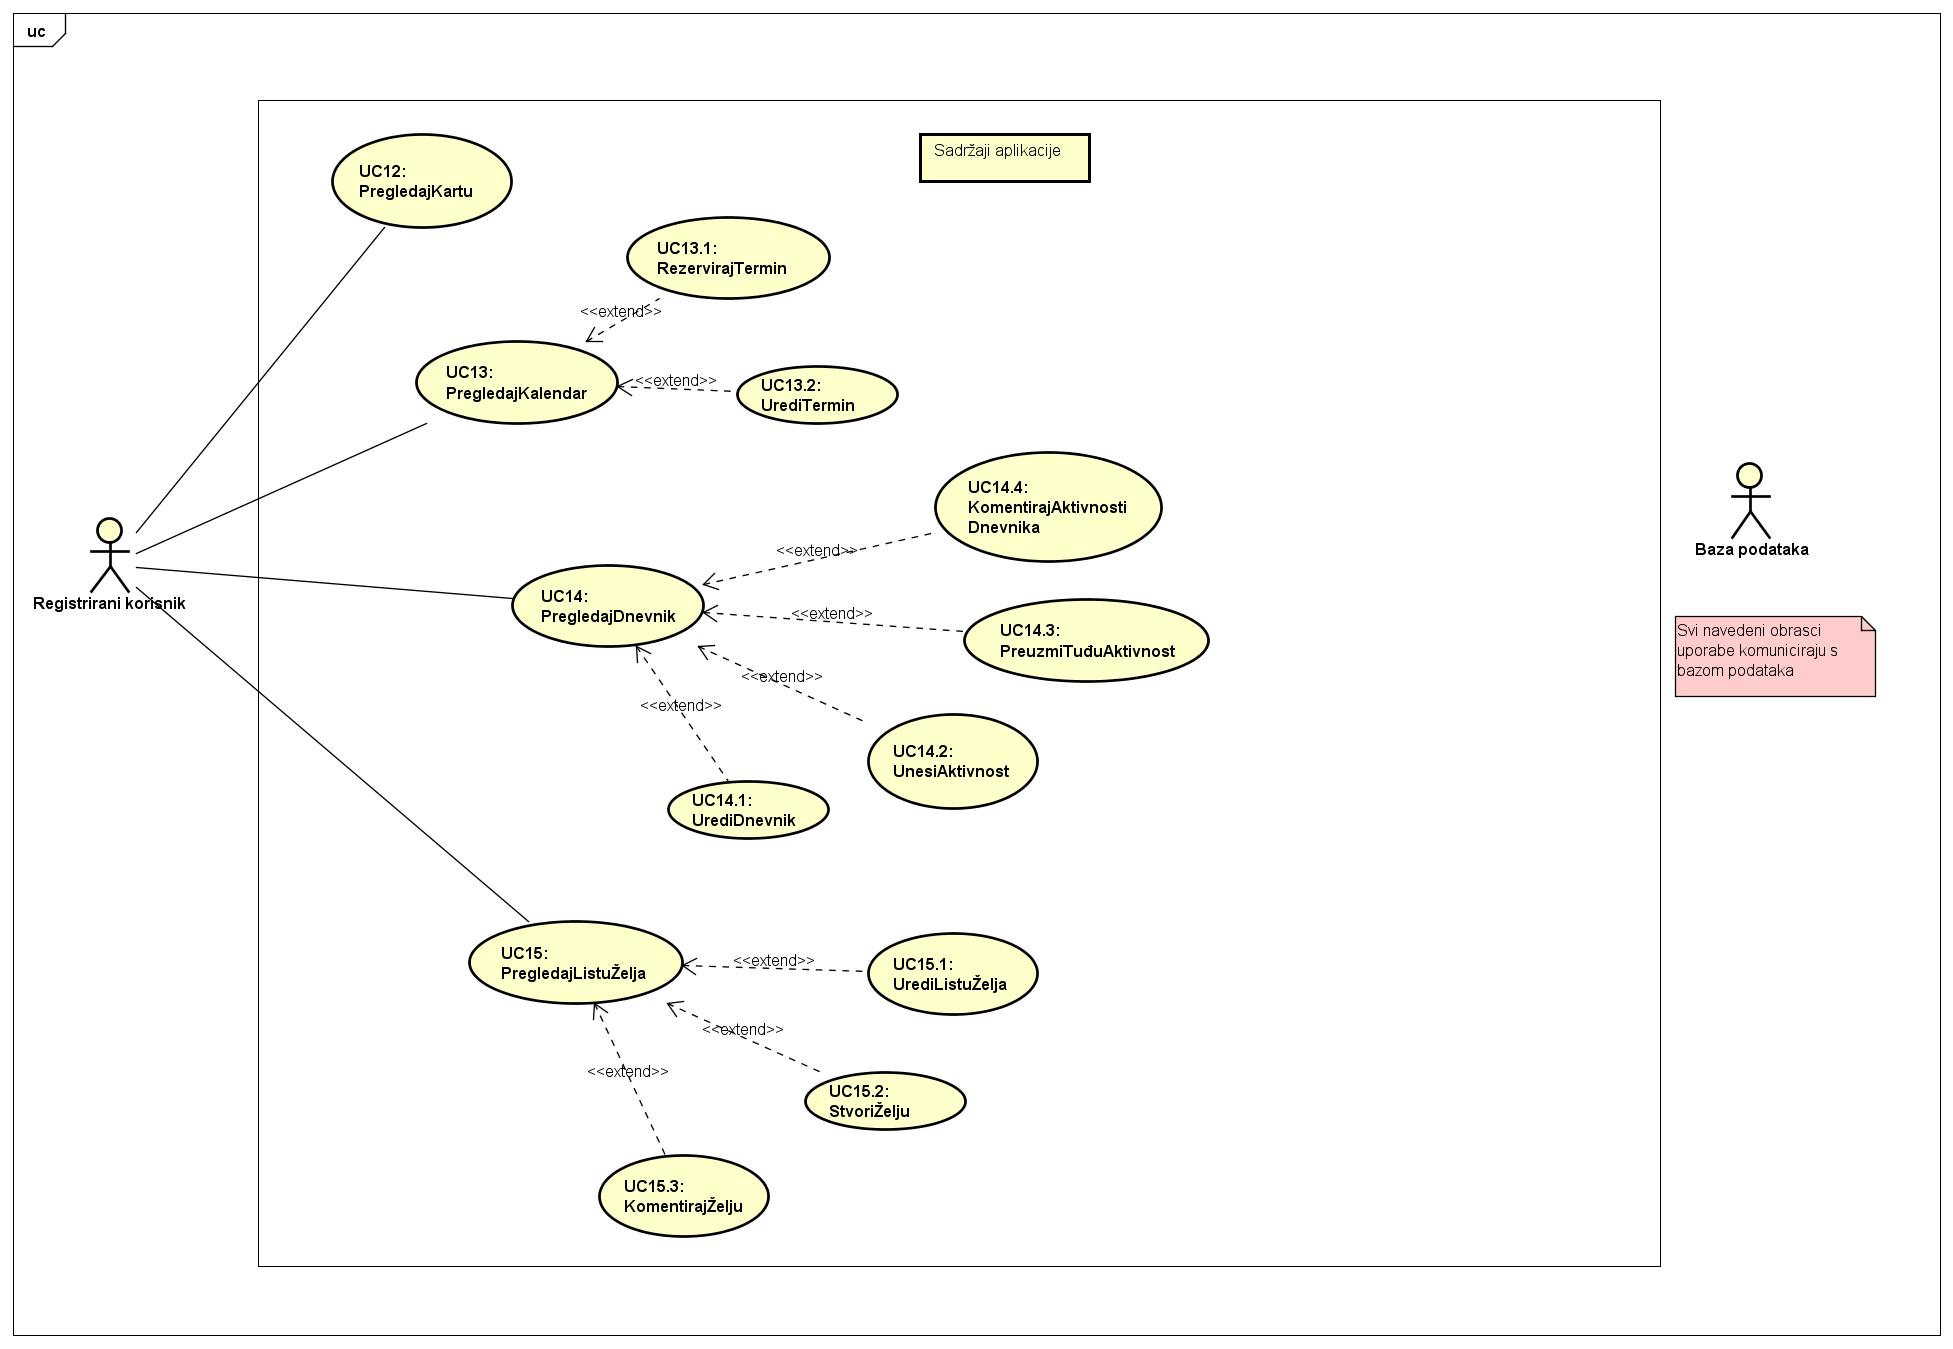 uc
Sadržaji aplikacije
UC12:
PregledajKartu
UC13.1:
RezervirajTermin
<<extend>>
UC13:
PregledajKalendar
<<extend>>
UC13.2:
UrediTermin
UC14.4:
KomentirajAktivnosti
Dnevnika
<<extend>>
Registrirani korisnik
Baza podataka
UC14:
PregledajDnevnik
<<extend>>
UC14.3:
PreuzmiTuđuAktivnost
Svi navedeni obrasci
uporabe komuniciraju s
bazom podataka
<<extend>>
<<extend>>
UC14.2:
UnesiAktivnost
UC14.1:
UrediDnevnik
UC15:
PregledajListuŽelja
<<extend>>
UC15.1:
UrediListuŽelja
<<extend>>
<<extend>>
UC15.2:
StvoriŽelju
UC15.3:
KomentirajŽelju